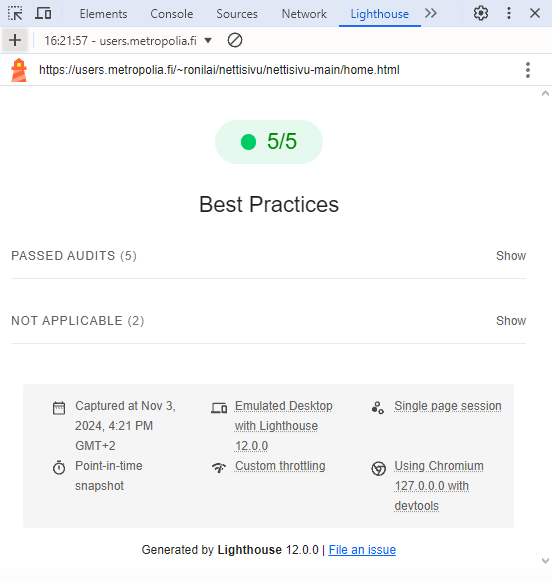 Elements Console Sources Network Lighthouse
16:21:57 - users.metropolia.fi
https://users.metropolia.fi/~ronilai/nettisivu/nettisivu-main/home.html
5/5
Best Practices
PASSED AUDITS (5) Show
NOT APPLICABLE (2) Show
Captured at Nov 3,
2024, 4:21 PM
GMT+2
Emulated Desktop
with Lighthouse
12.0.0
Single page session
Point-in-time
snapshot
Custom throttling
Using Chromium
127.0.0.0 with
devtools
Generated by Lighthouse 12.0.0 | File an issue